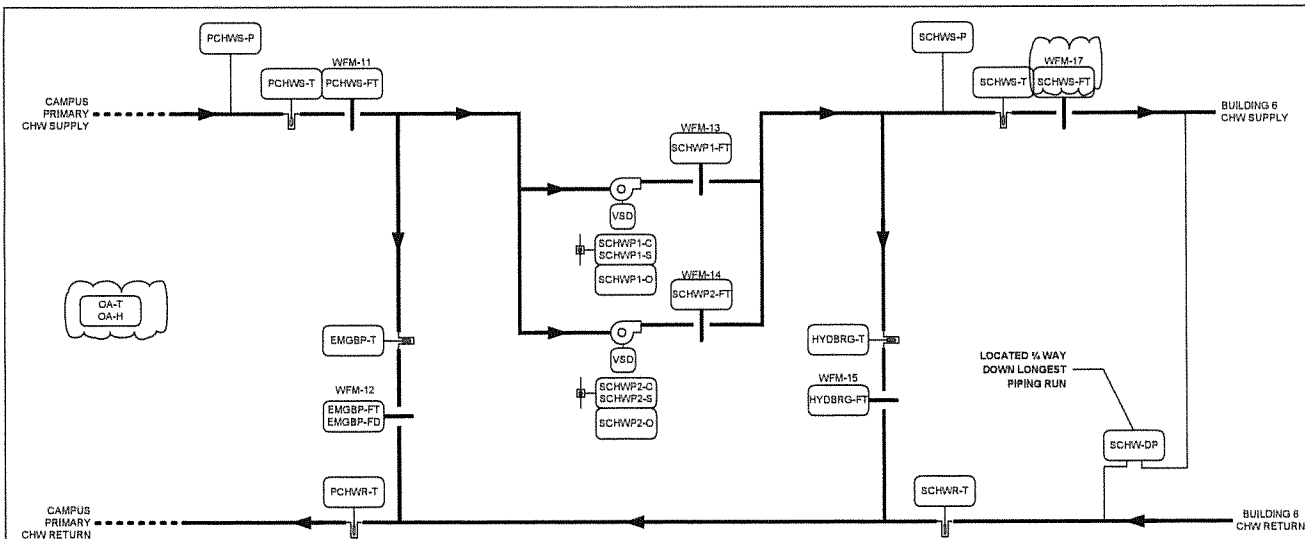 PCHWS-P
SCHWS-P
WFM-11
WFM-17
PCHWS-T
PCHWS-FT
SCHWS-T
SCHWS-FT
CAMPUS
PRIMARY
CHW SUPPLY
BUILDING 6
CHW SUPPLY
WFM-13
SCHWP1-FT
VSD
SCHWP1-C
SCHWP1-S
SCHWP1-O
WFM-14
SCHWP2-FT
OA-T
OA-H
EMGBP-T
HYDBRG-T
VSD
LOCATED ¾ WAY
DOWN LONGEST
PIPING RUN
WFM-12
EMGBP-FT
EMGBP-FD
SCHWP2-C
SCHWP2-S
SCHWP2-O
WFM-15
HYDBRG-FT
SCHW-DP
PCHWR-T
SCHWR-T
CAMPUS
PRIMARY
CHW RETURN
BUILDING 6
CHW RETURN